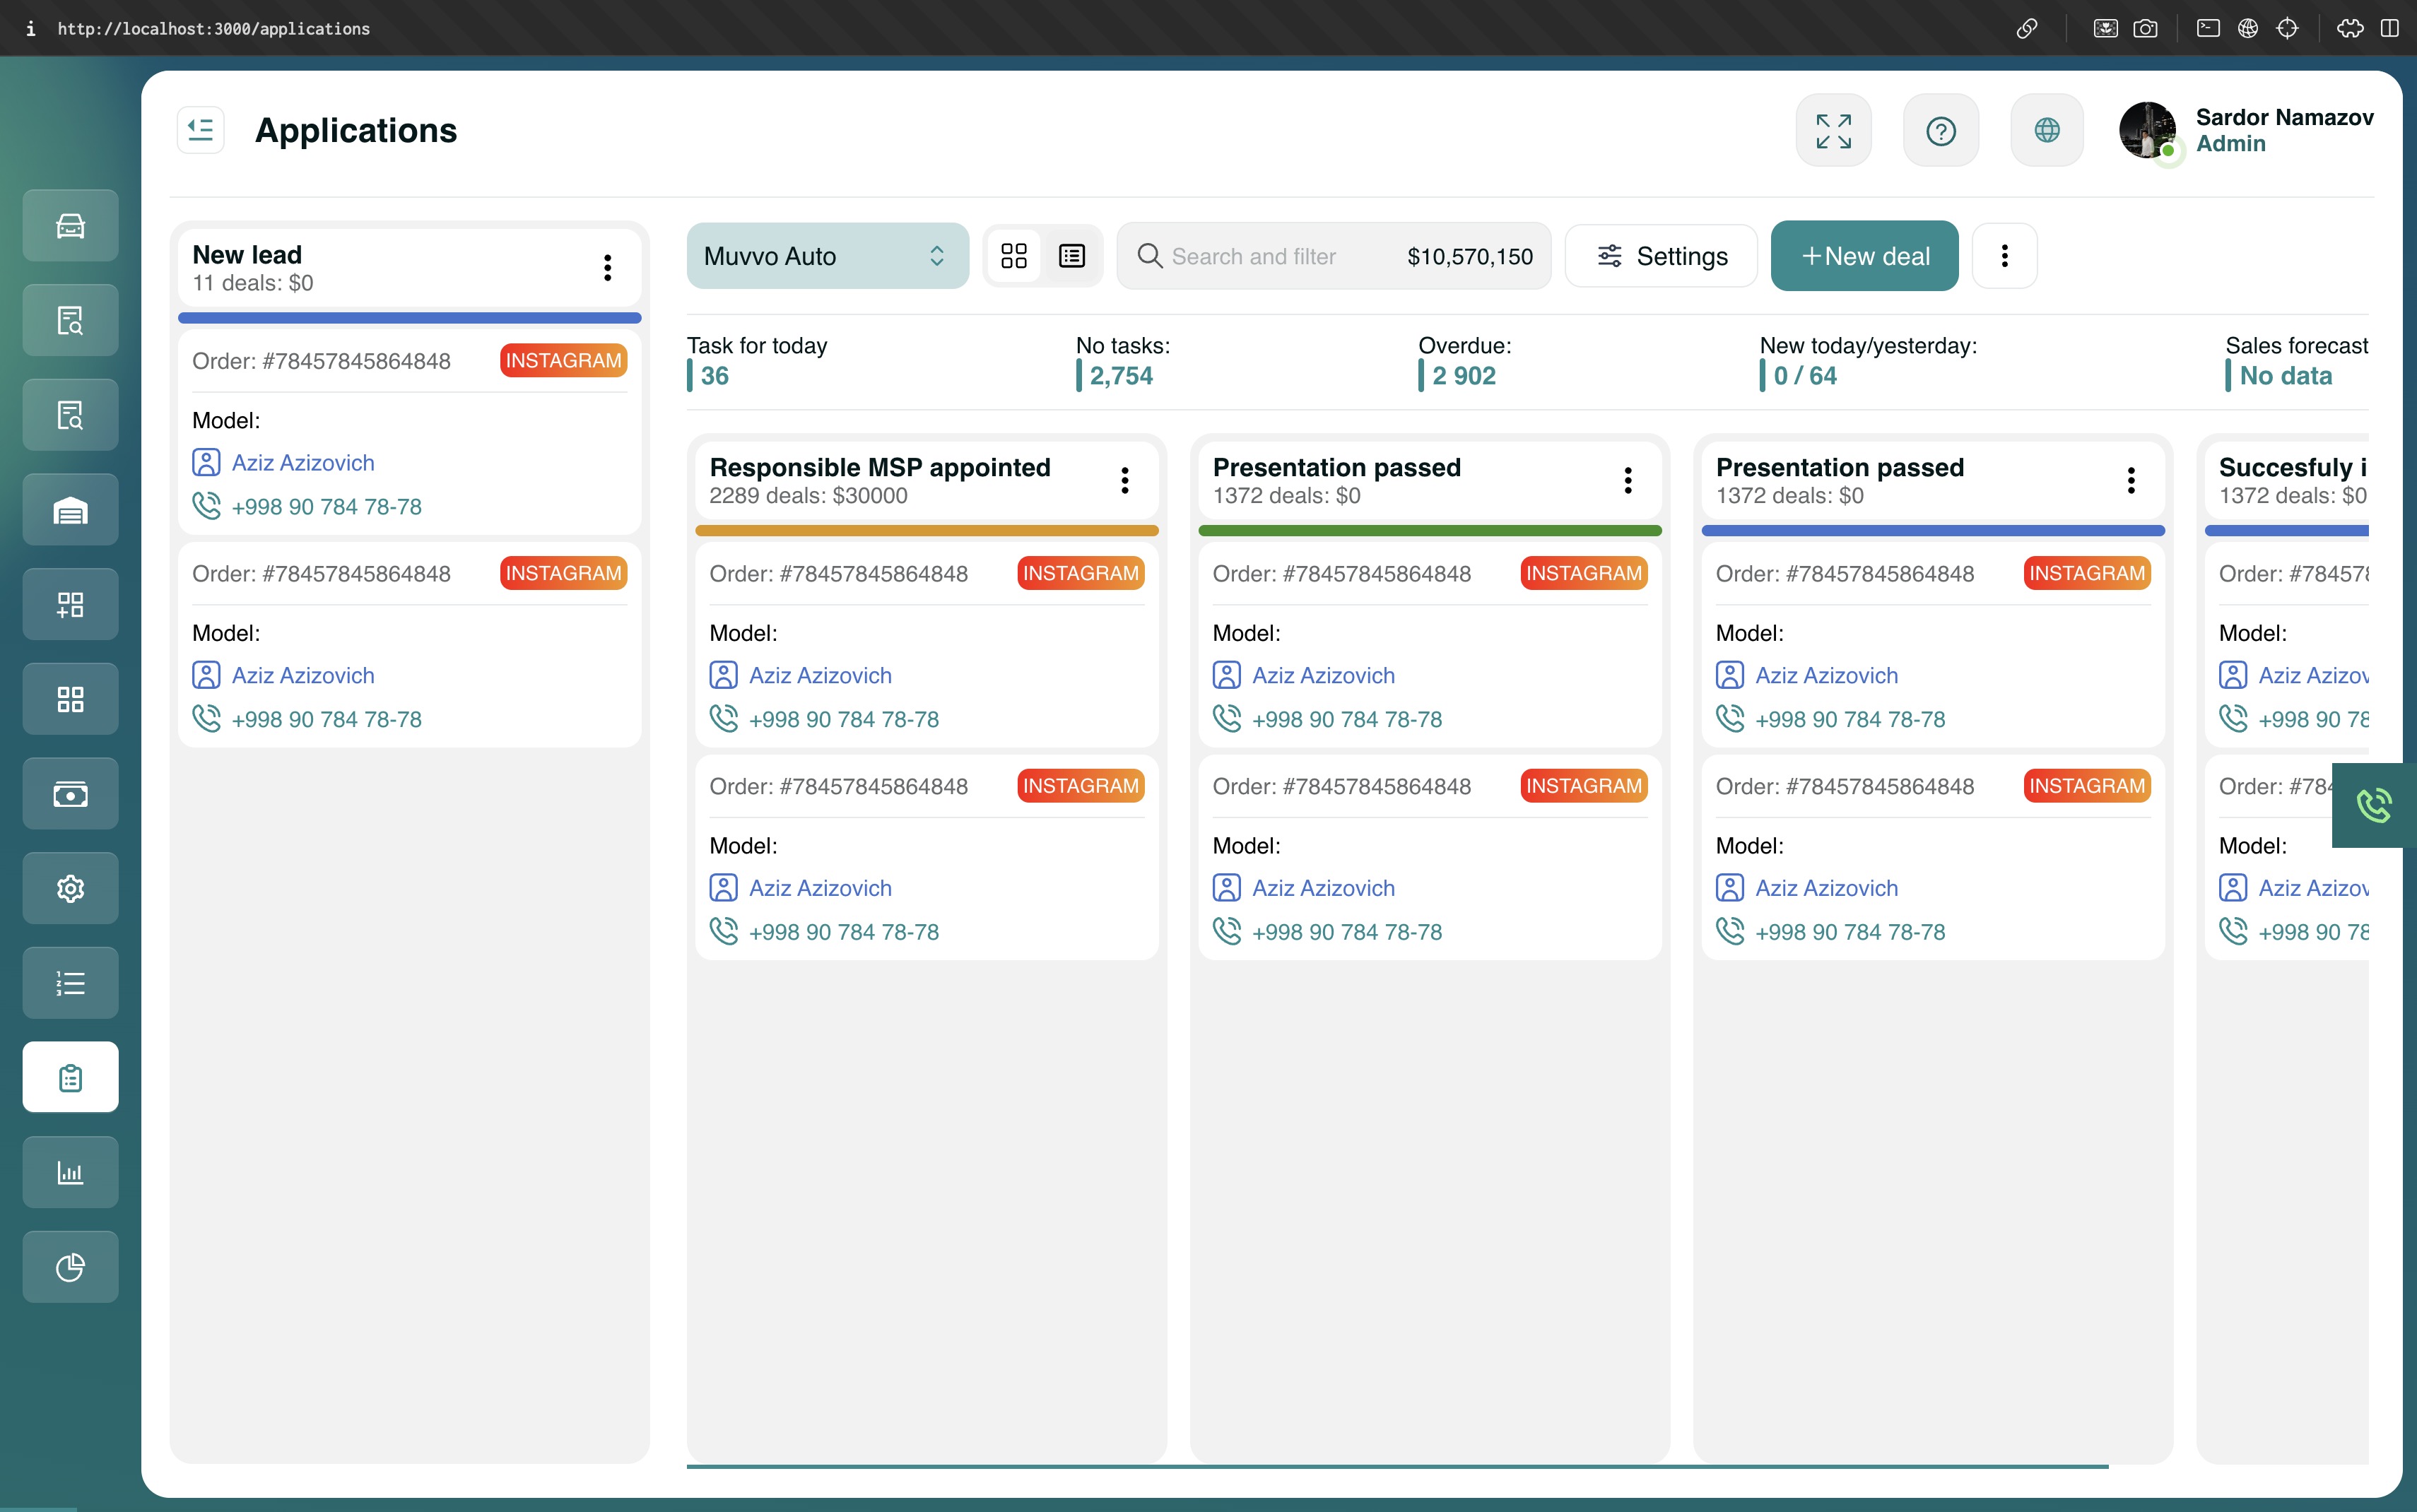 i http://localhost:3000/applications
Applications
Sardor Namazov
Admin
New lead
11 deals: $0
Order: #78457845864848 INSTAGRAM
Model:
Aziz Azizovich
+998 90 784 78-78
Order: #78457845864848 INSTAGRAM
Model:
Aziz Azizovich
+998 90 784 78-78
Muvvo Auto
Search and filter $10,570,150
Settings
+New deal
Task for today
36
No tasks:
2,754
Overdue:
2 902
New today/yesterday:
0 / 64
Sales forecast
No data
Responsible MSP appointed
2289 deals: $30000
Order: #78457845864848 INSTAGRAM
Model:
Aziz Azizovich
+998 90 784 78-78
Order: #78457845864848 INSTAGRAM
Model:
Aziz Azizovich
+998 90 784 78-78
Presentation passed
1372 deals: $0
Order: #78457845864848 INSTAGRAM
Model:
Aziz Azizovich
+998 90 784 78-78
Order: #78457845864848 INSTAGRAM
Model:
Aziz Azizovich
+998 90 784 78-78
Presentation passed
1372 deals: $0
Order: #78457845864848 INSTAGRAM
Model:
Aziz Azizovich
+998 90 784 78-78
Order: #78457845864848 INSTAGRAM
Model:
Aziz Azizovich
+998 90 784 78-78
Succesfuly i
1372 deals: $0
Order: #78457
Model:
Aziz Azizov
+998 90 78
Order: #784
Model:
Aziz Azizov
+998 90 78